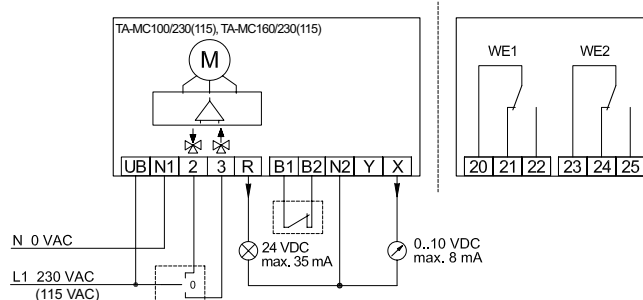 TA-MC100/230(115), TA-MC160/230(115)
M
UB N1 2 3 R B1 B2 N2 Y X
WE1 WE2
20 21 22 23 24 25
N 0 VAC
24 VDC
max. 35 mA
0..10 VDC
max. 8 mA
L1 230 VAC
(115 VAC)
0